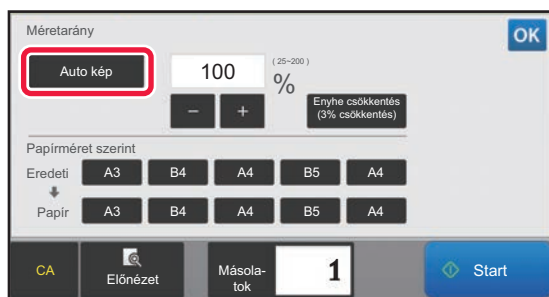 Méretarány
OK
Auto kép
100
(25~200)
%
−
+
Enyhe csökkentés
(3% csökkentés)
Papírméret szerint
Eredeti A3 B4 A4 B5 A4
Papír A3 B4 A4 B5 A4
CA
Előnézet
Másola-
tok
1
Start